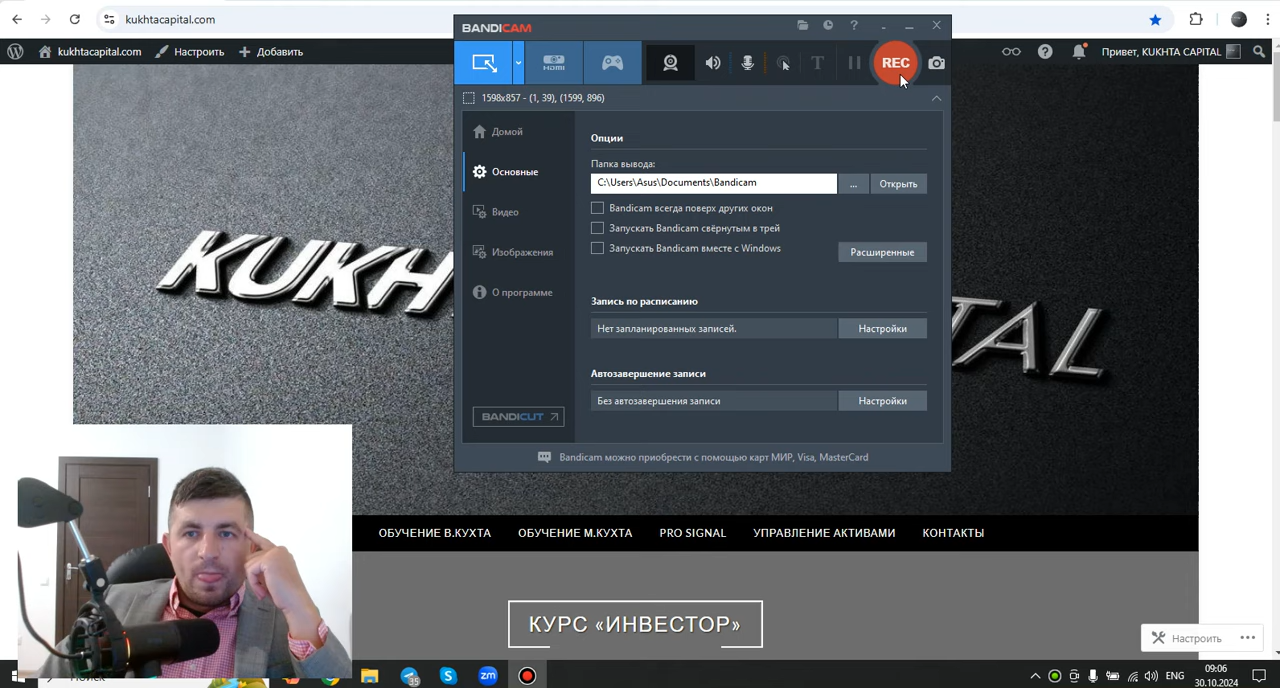 kukhtacapital.com
kukhtacapital.com
Настроить
Добавить
Привет, KUKHTA CAPITAL
BANDICAM
HDMI
REC
1598x857 - (1, 39), (1599, 896)
Домой
Основные
Видео
Изображения
О программе
BANDICUT
Опции
Папка вывода:
C:\Users\Asus\Documents\Bandicam
...
Открыть
Bandicam всегда поверх других окон
Запускать Bandicam свёрнутым в трей
Запускать Bandicam вместе с Windows
Расширенные
Запись по расписанию
Нет запланированных записей.
Настройки
Автозавершение записи
Без автозавершения записи
Настройки
Bandicam можно приобрести с помощью карт МИР, Visa, MasterCard
KUKH
TAL
ОБУЧЕНИЕ В.КУХТА
ОБУЧЕНИЕ М.КУХТА
PRO SIGNAL
УПРАВЛЕНИЕ АКТИВАМИ
КОНТАКТЫ
КУРС «ИНВЕСТОР»
Настроить
zm
ENG
09:06
30.10.2024